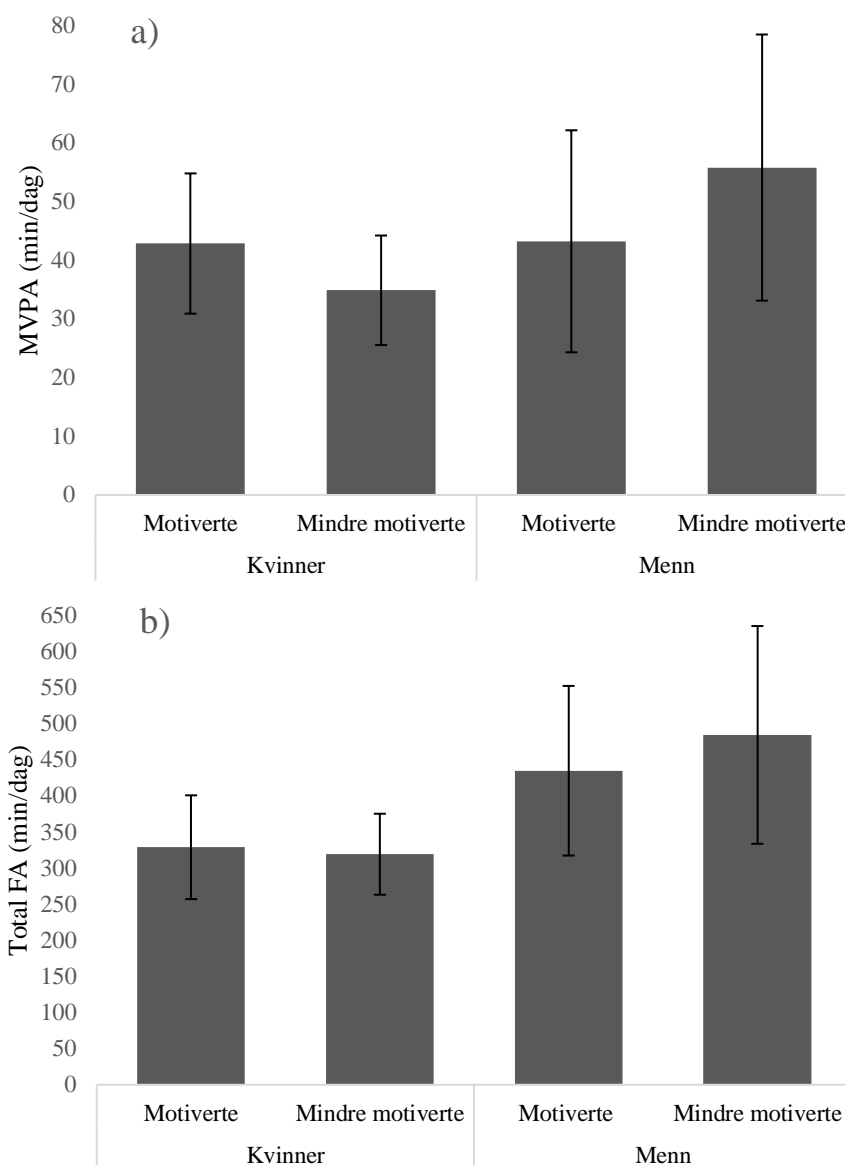 a)
MVPA (min/dag)
80
70
60
50
40
30
20
10
0
Motiverte Mindre motiverte Motiverte Mindre motiverte
Kvinner Menn
b)
Total FA (min/dag)
650
600
550
500
450
400
350
300
250
200
150
100
50
0
Motiverte Mindre motiverte Motiverte Mindre motiverte
Kvinner Menn